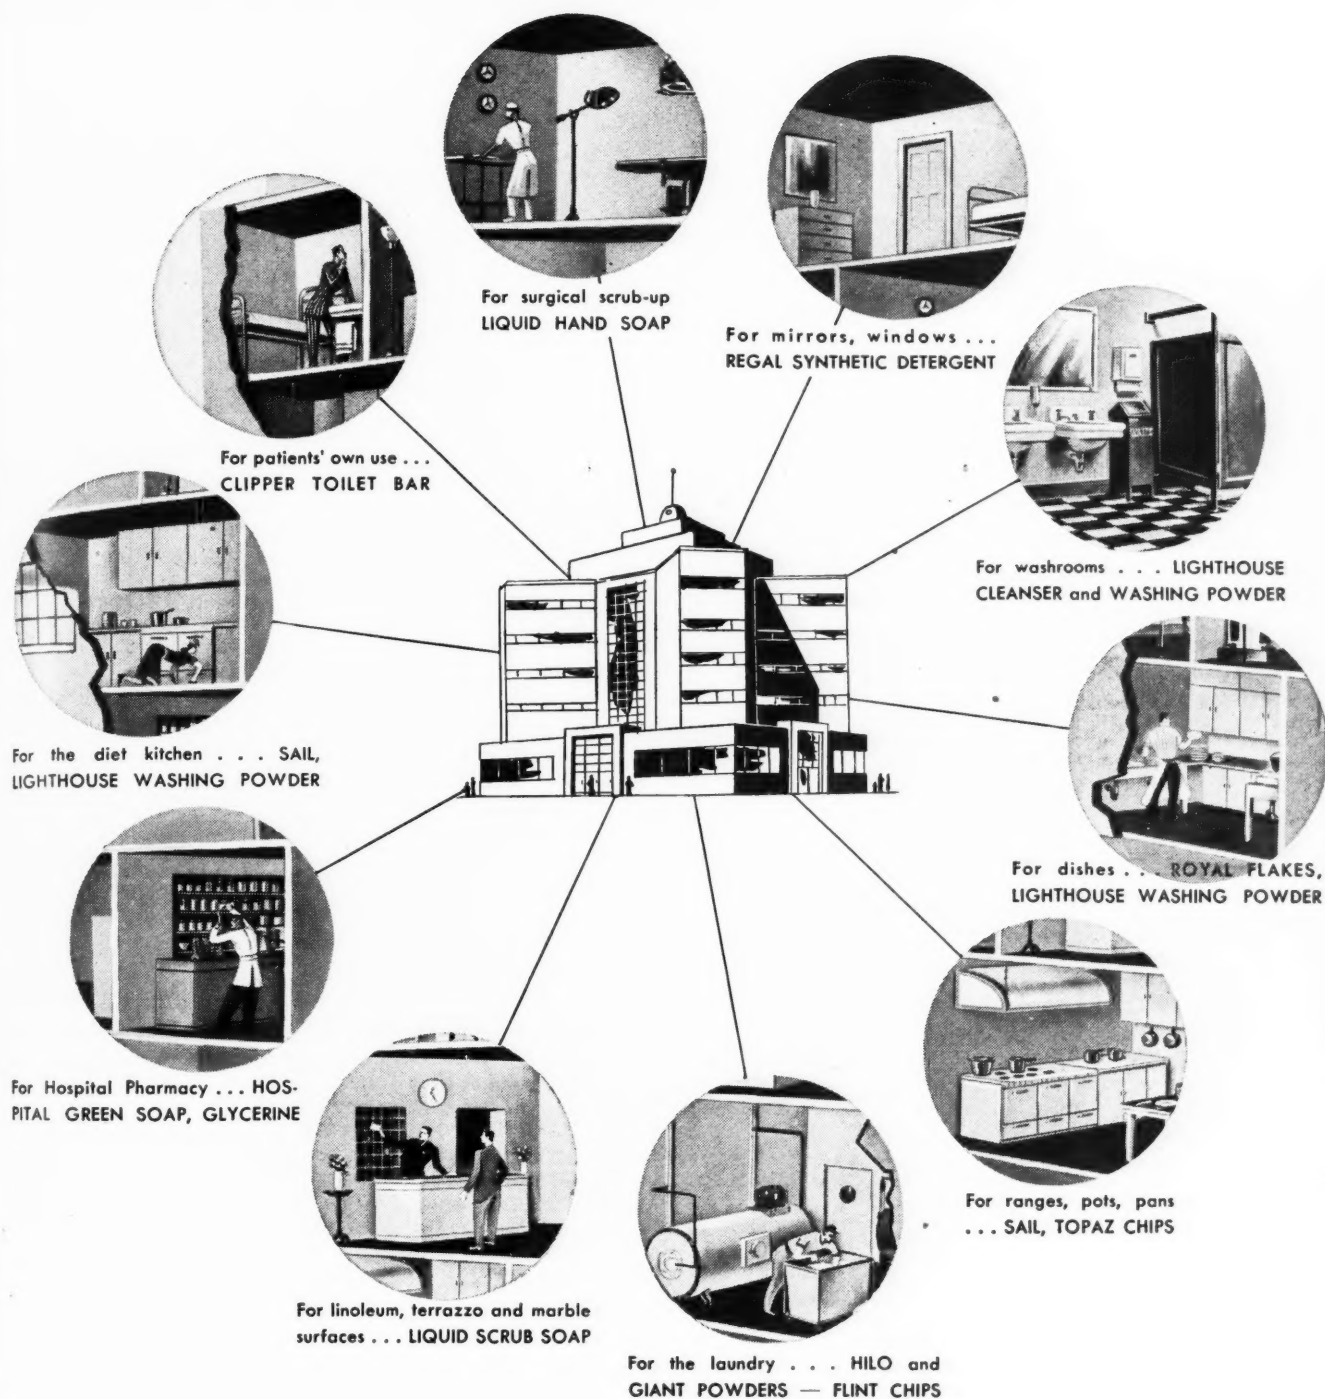 For surgical scrub-up
LIQUID HAND SOAP
For mirrors, windows ...
REGAL SYNTHETIC DETERGENT
For patients' own use ...
CLIPPER TOILET BAR
For washrooms . . . LIGHTHOUSE
CLEANSER and WASHING POWDER
For the diet kitchen . . . SAIL,
LIGHTHOUSE WASHING POWDER
For dishes . . . ROYAL FLAKES,
LIGHTHOUSE WASHING POWDER
For Hospital Pharmacy ... HOS-
PITAL GREEN SOAP, GLYCERINE
For ranges, pots, pans
. . . SAIL, TOPAZ CHIPS
For linoleum, terrazzo and marble
surfaces . . . LIQUID SCRUB SOAP
For the laundry . . . HILO and
GIANT POWDERS — FLINT CHIPS